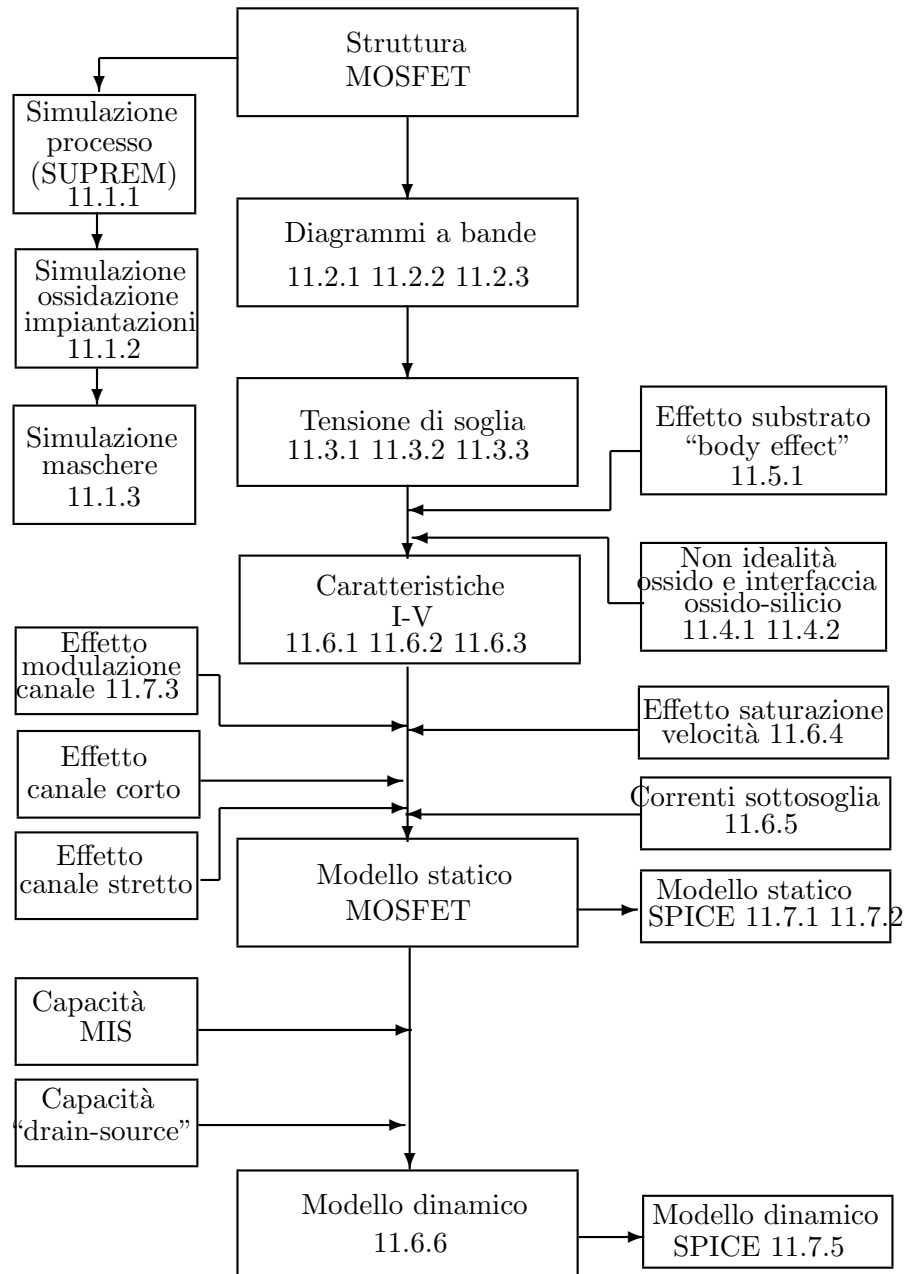 Struttura
MOSFET
Simulazione
processo
(SUPREM)
11.1.1
Diagrammi a bande
11.2.1 11.2.2 11.2.3
Simulazione
ossidazione
impiantazioni
11.1.2
Tensione di soglia
11.3.1 11.3.2 11.3.3
Effetto substrato
“body effect”
11.5.1
Simulazione
maschere
11.1.3
Non idealità
ossido e interfaccia
ossido-silicio
11.4.1 11.4.2
Caratteristiche
I-V
11.6.1 11.6.2 11.6.3
Effetto
modulazione
canale 11.7.3
Effetto saturazione
velocità 11.6.4
Effetto
canale corto
Correnti sottosoglia
11.6.5
Effetto
canale stretto
Modello statico
MOSFET
Modello statico
SPICE 11.7.1 11.7.2
Capacità
MIS
Capacità
“drain-source”
Modello dinamico
11.6.6
Modello dinamico
SPICE 11.7.5